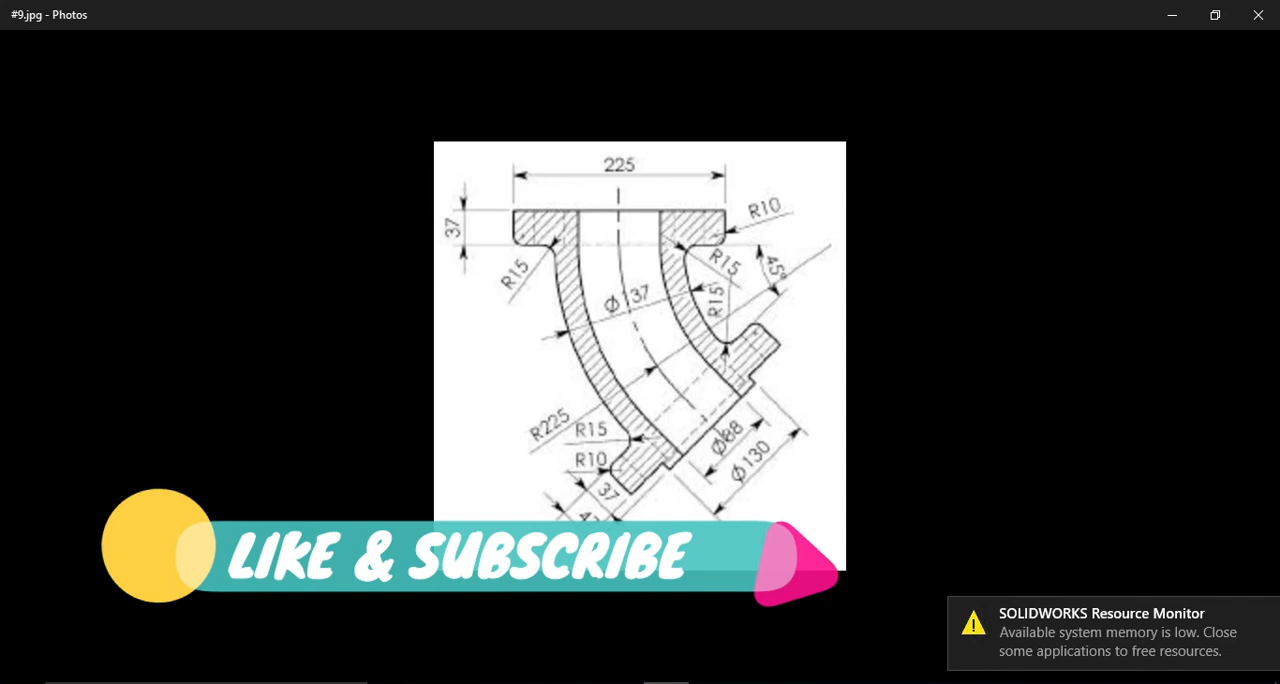 #9.jpg - Photos
225
R10
37
R15
R15
45°
Ø137
R15
R225
R15
Ø88
R10
Ø130
37
LIKE & SUBSCRIBE
SOLIDWORKS Resource Monitor
Available system memory is low. Close
some applications to free resources.